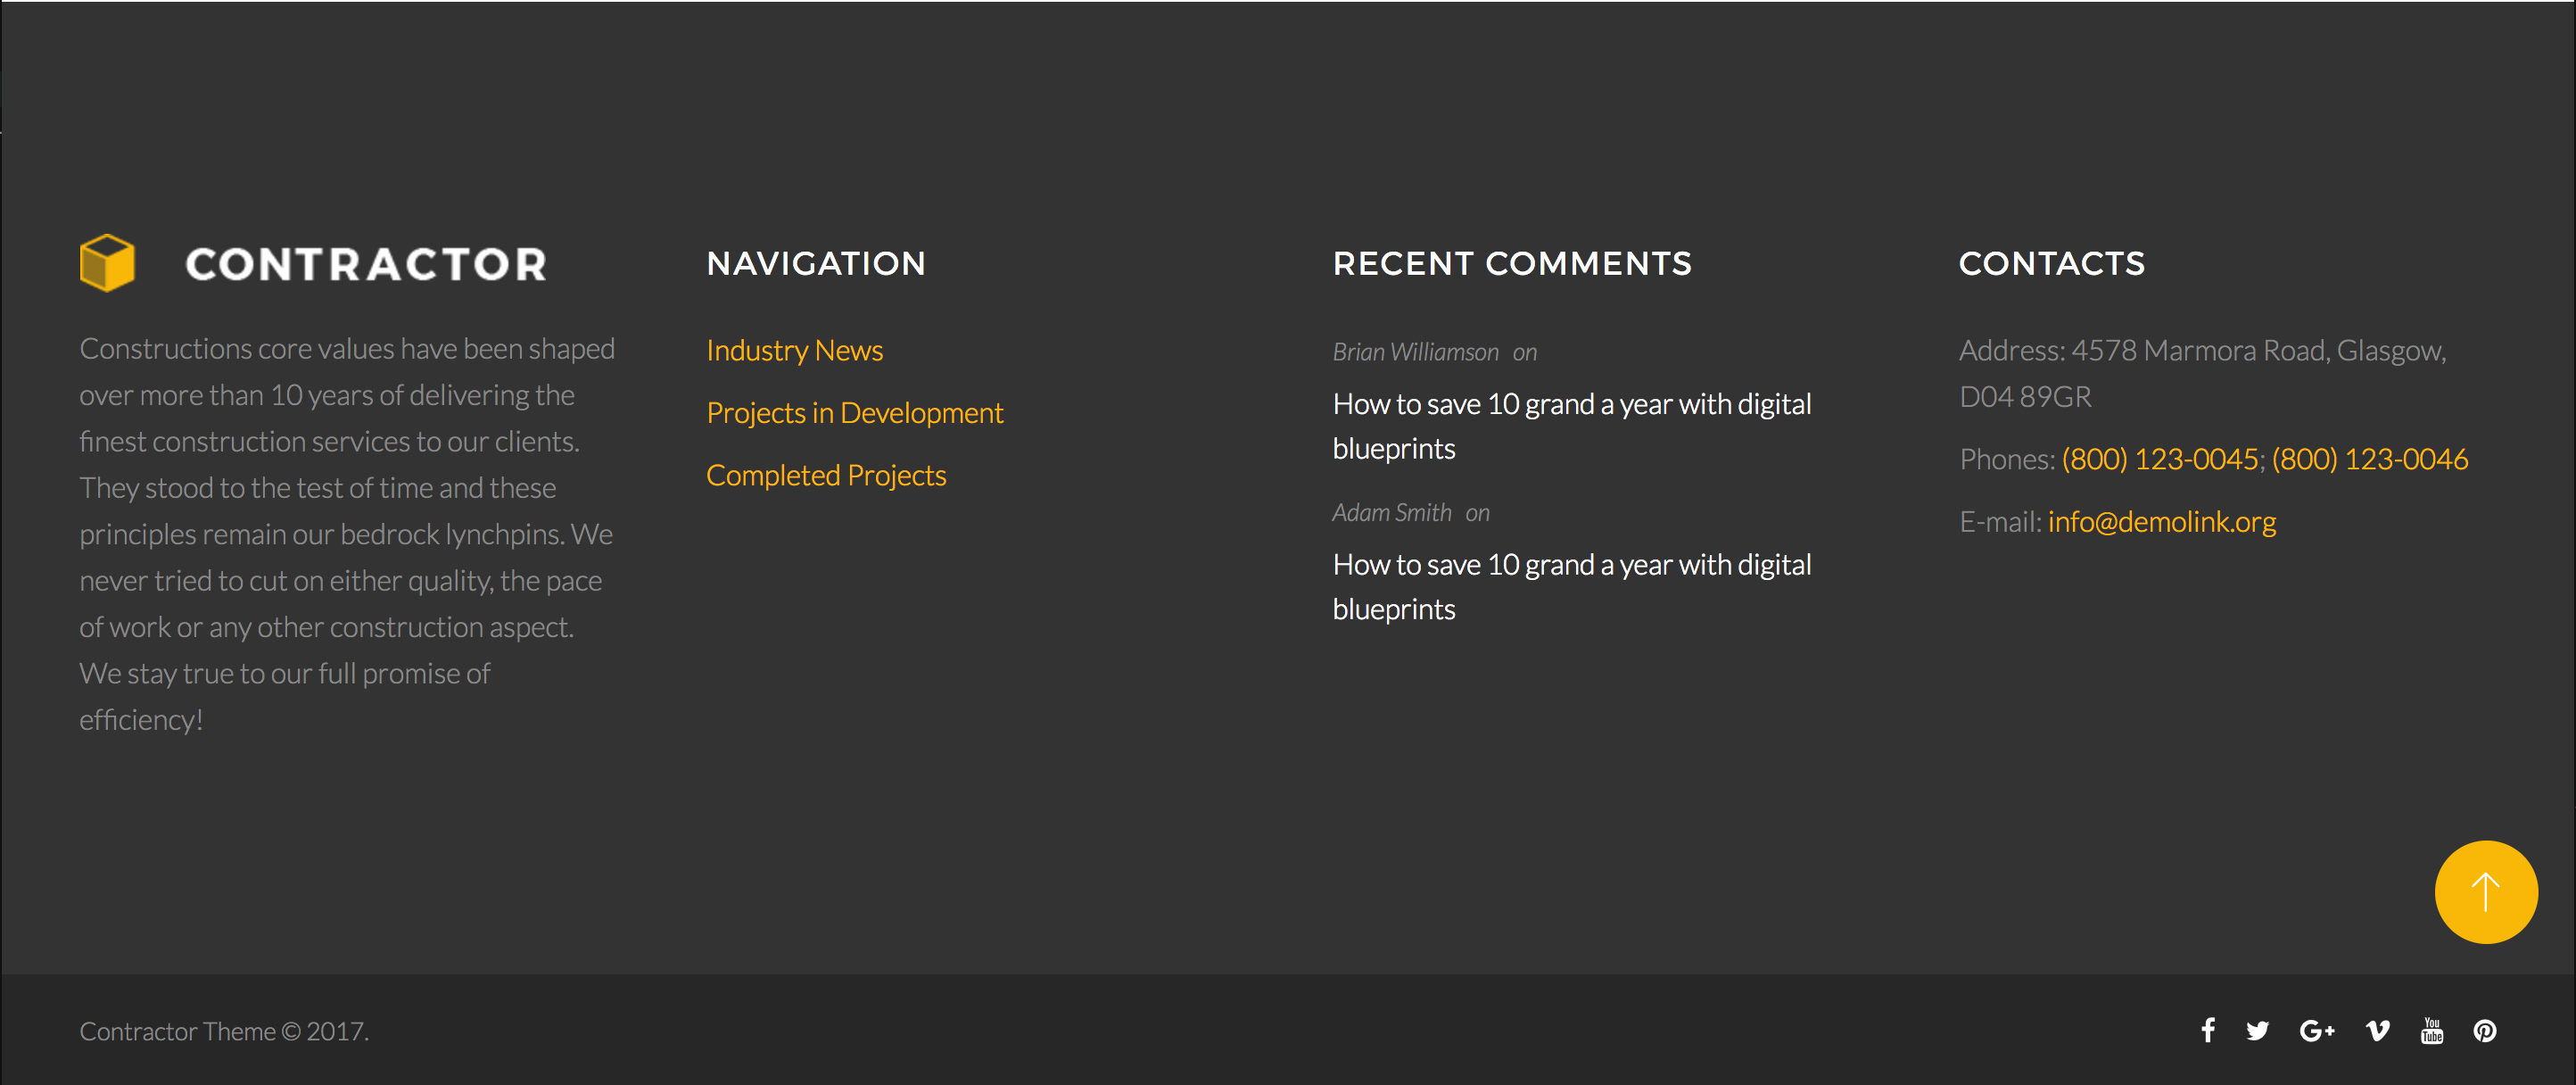 CONTRACTOR
Constructions core values have been shaped
over more than 10 years of delivering the
finest construction services to our clients.
They stood to the test of time and these
principles remain our bedrock lynchpins. We
never tried to cut on either quality, the pace
of work or any other construction aspect.
We stay true to our full promise of
efficiency!
NAVIGATION
Industry News
Projects in Development
Completed Projects
RECENT COMMENTS
Brian Williamson on
How to save 10 grand a year with digital
blueprints
Adam Smith on
How to save 10 grand a year with digital
blueprints
CONTACTS
Address: 4578 Marmora Road, Glasgow,
D04 89GR
Phones: (800) 123-0045; (800) 123-0046
E-mail: info@demolink.org
Contractor Theme © 2017.
You
Tube